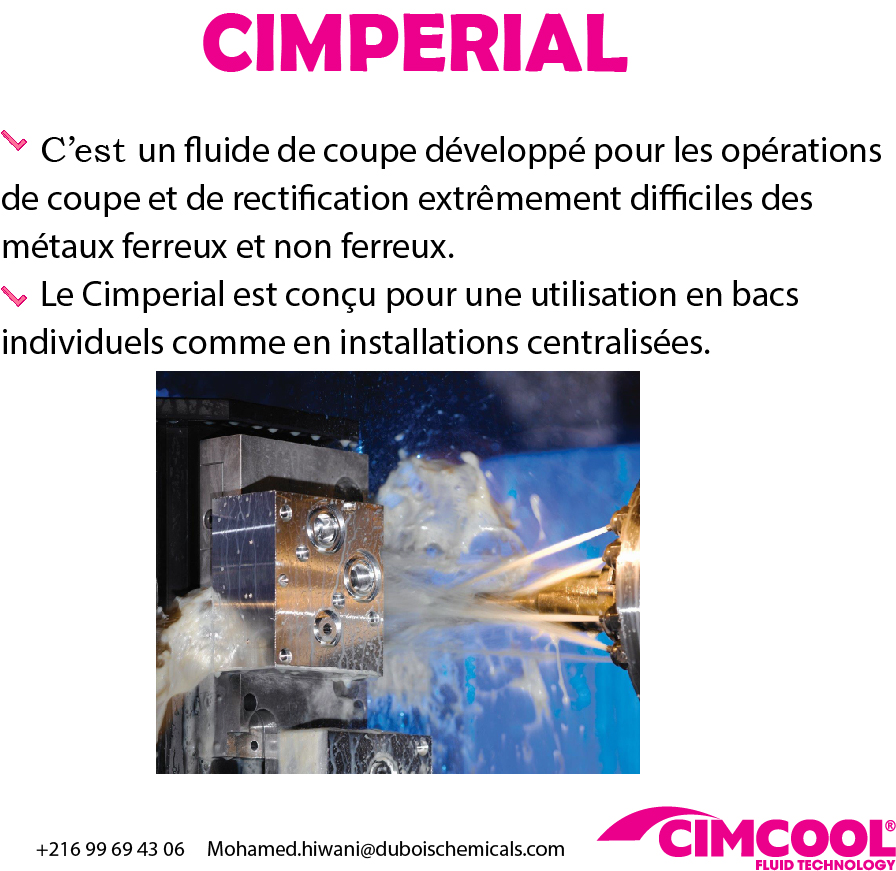 CIMPERIAL
C’est un fluide de coupe développé pour les opérations
de coupe et de rectification extrêmement difficiles des
métaux ferreux et non ferreux.
Le Cimperial est conçu pour une utilisation en bacs
individuels comme en installations centralisées.
+216 99 69 43 06 Mohamed.hiwani@duboischemicals.com
CIMCOOL®
FLUID TECHNOLOGY